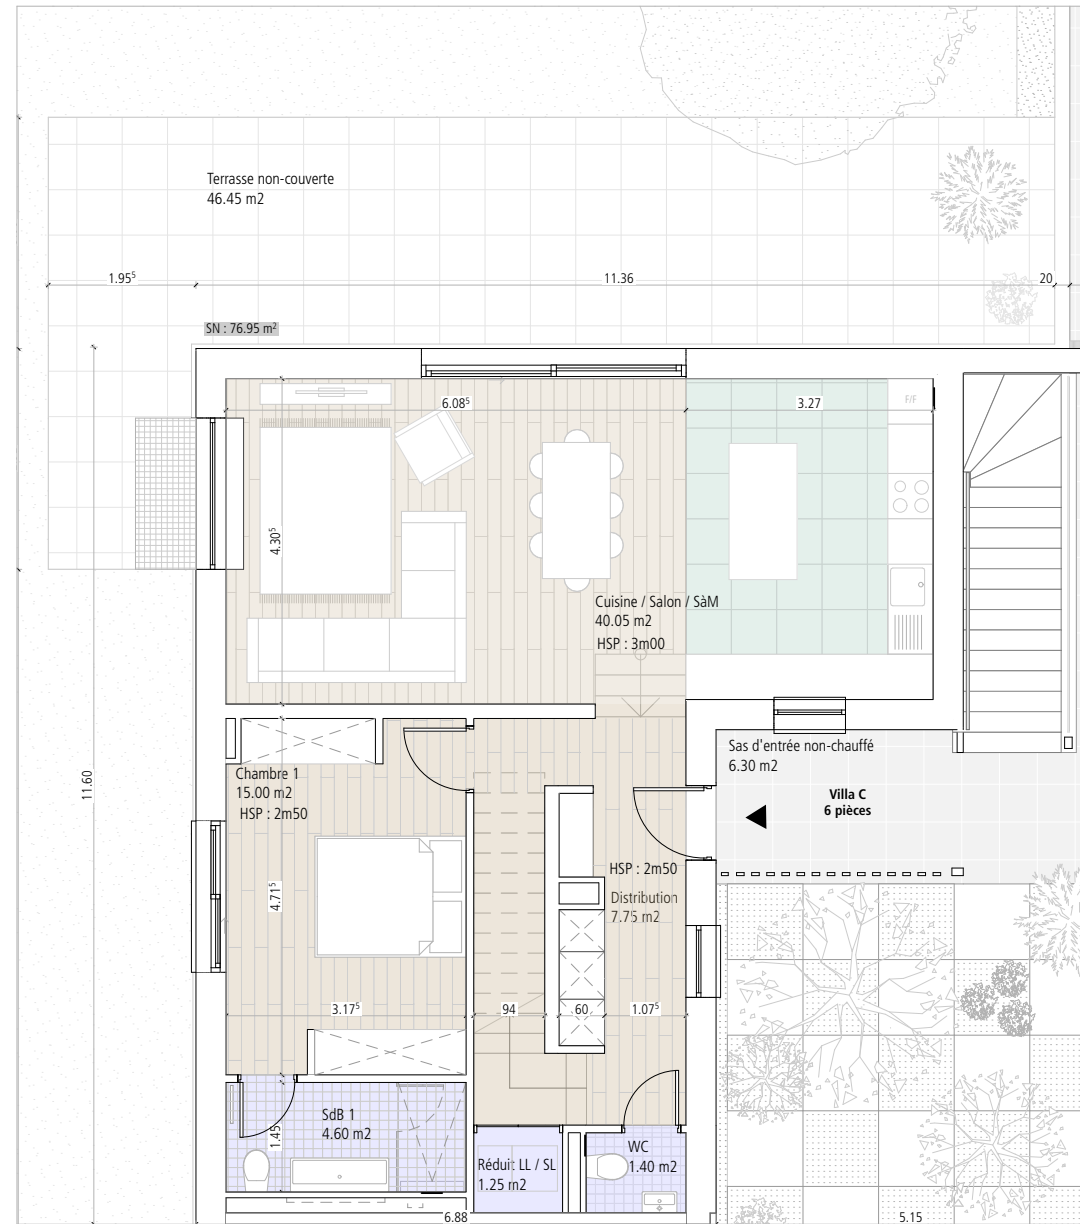 Terrasse non-couverte
46.45 m2
1.95⁵
11.36
20
SN : 76.95 m²
6.08⁵
3.27
F/F
4.30⁵
Cuisine / Salon / SàM
40.05 m2
HSP : 3m00
Sas d'entrée non-chauffé
6.30 m2
Chambre 1
15.00 m2
HSP : 2m50
11.60
Villa C
6 pièces
HSP : 2m50
Distribution
7.75 m2
4.71⁵
3.17⁵
94
60
1.07⁵
SdB 1
4.60 m2
1.45
WC
1.40 m2
Réduit LL / SL
1.25 m2
6.88
5.15